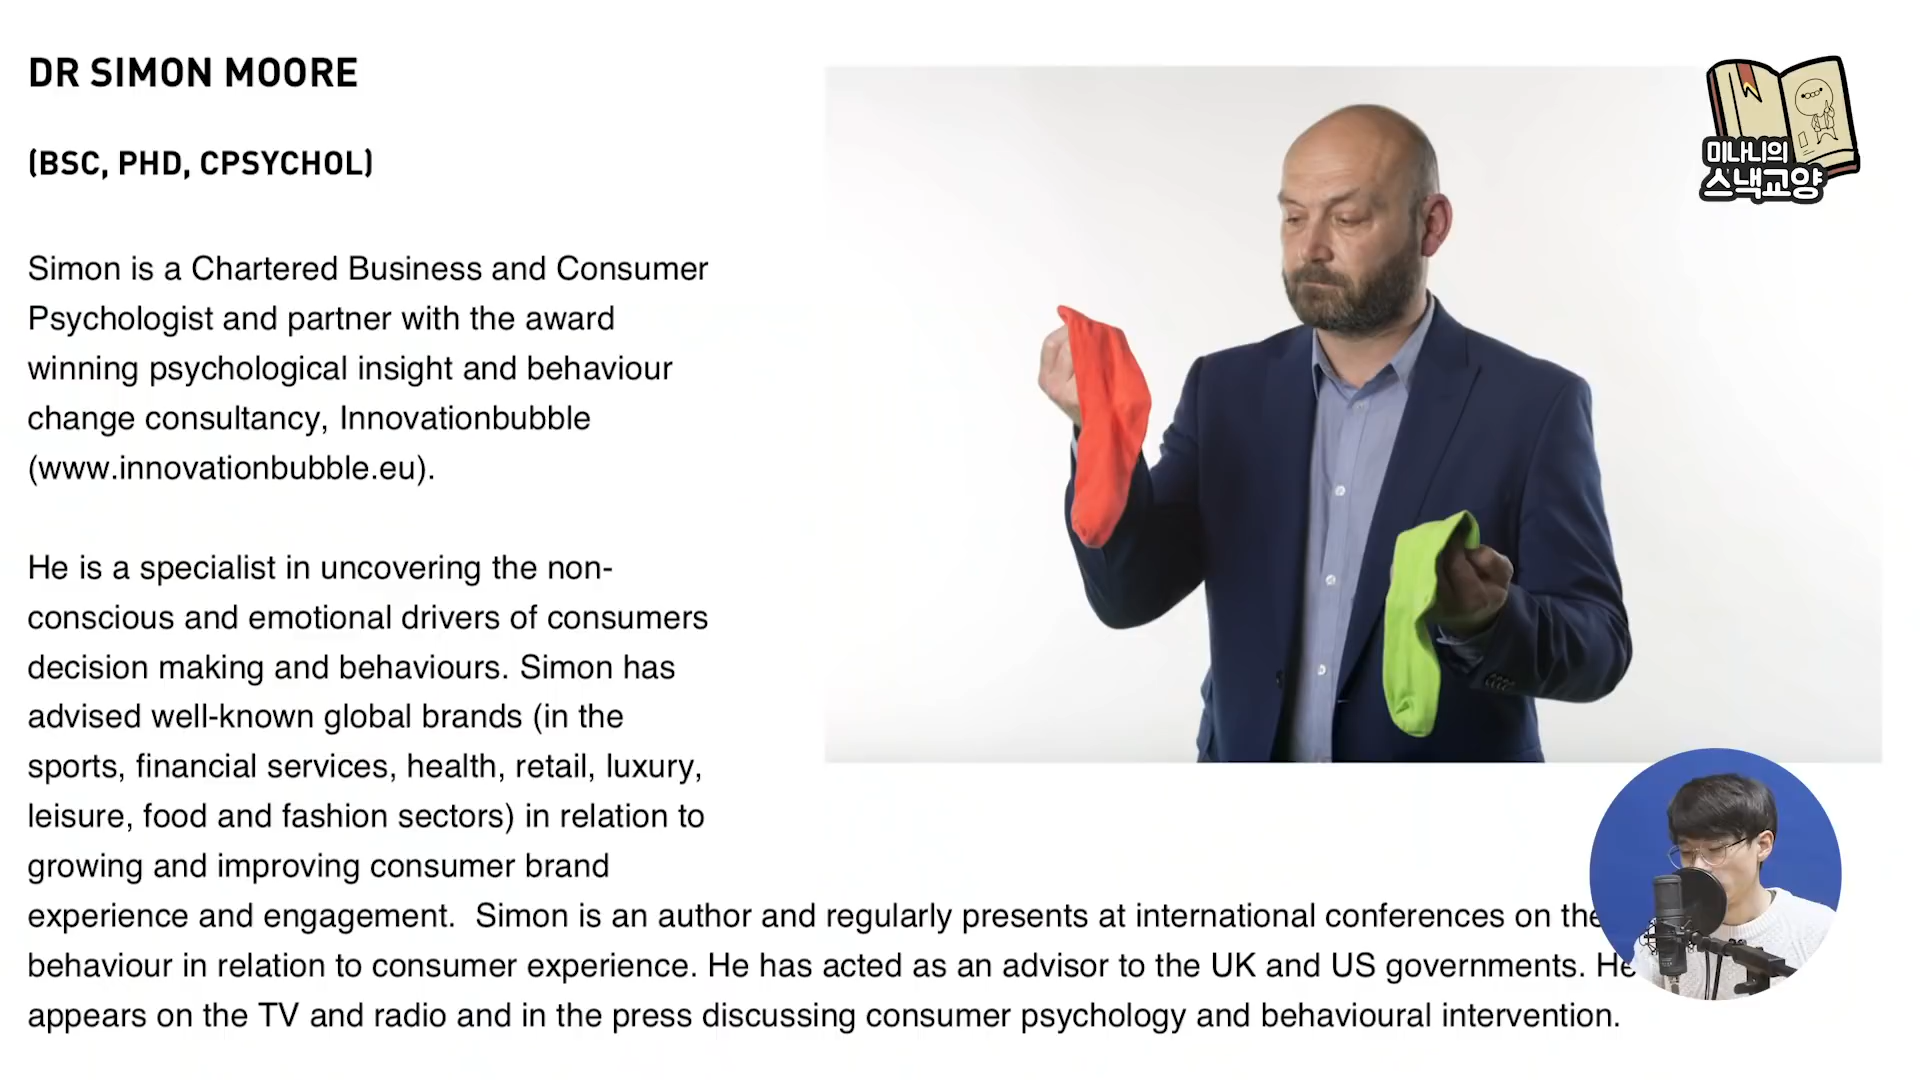 DR SIMON MOORE
(BSC, PHD, CPSYCHOL)
Simon is a Chartered Business and Consumer
Psychologist and partner with the award
winning psychological insight and behaviour
change consultancy, Innovationbubble
(www.innovationbubble.eu).
He is a specialist in uncovering the non-
conscious and emotional drivers of consumers
decision making and behaviours. Simon has
advised well-known global brands (in the
sports, financial services, health, retail, luxury,
leisure, food and fashion sectors) in relation to
growing and improving consumer brand
experience and engagement.  Simon is an author and regularly presents at international conferences on the
behaviour in relation to consumer experience. He has acted as an advisor to the UK and US governments. He
appears on the TV and radio and in the press discussing consumer psychology and behavioural intervention.
미나니의
스낵교양